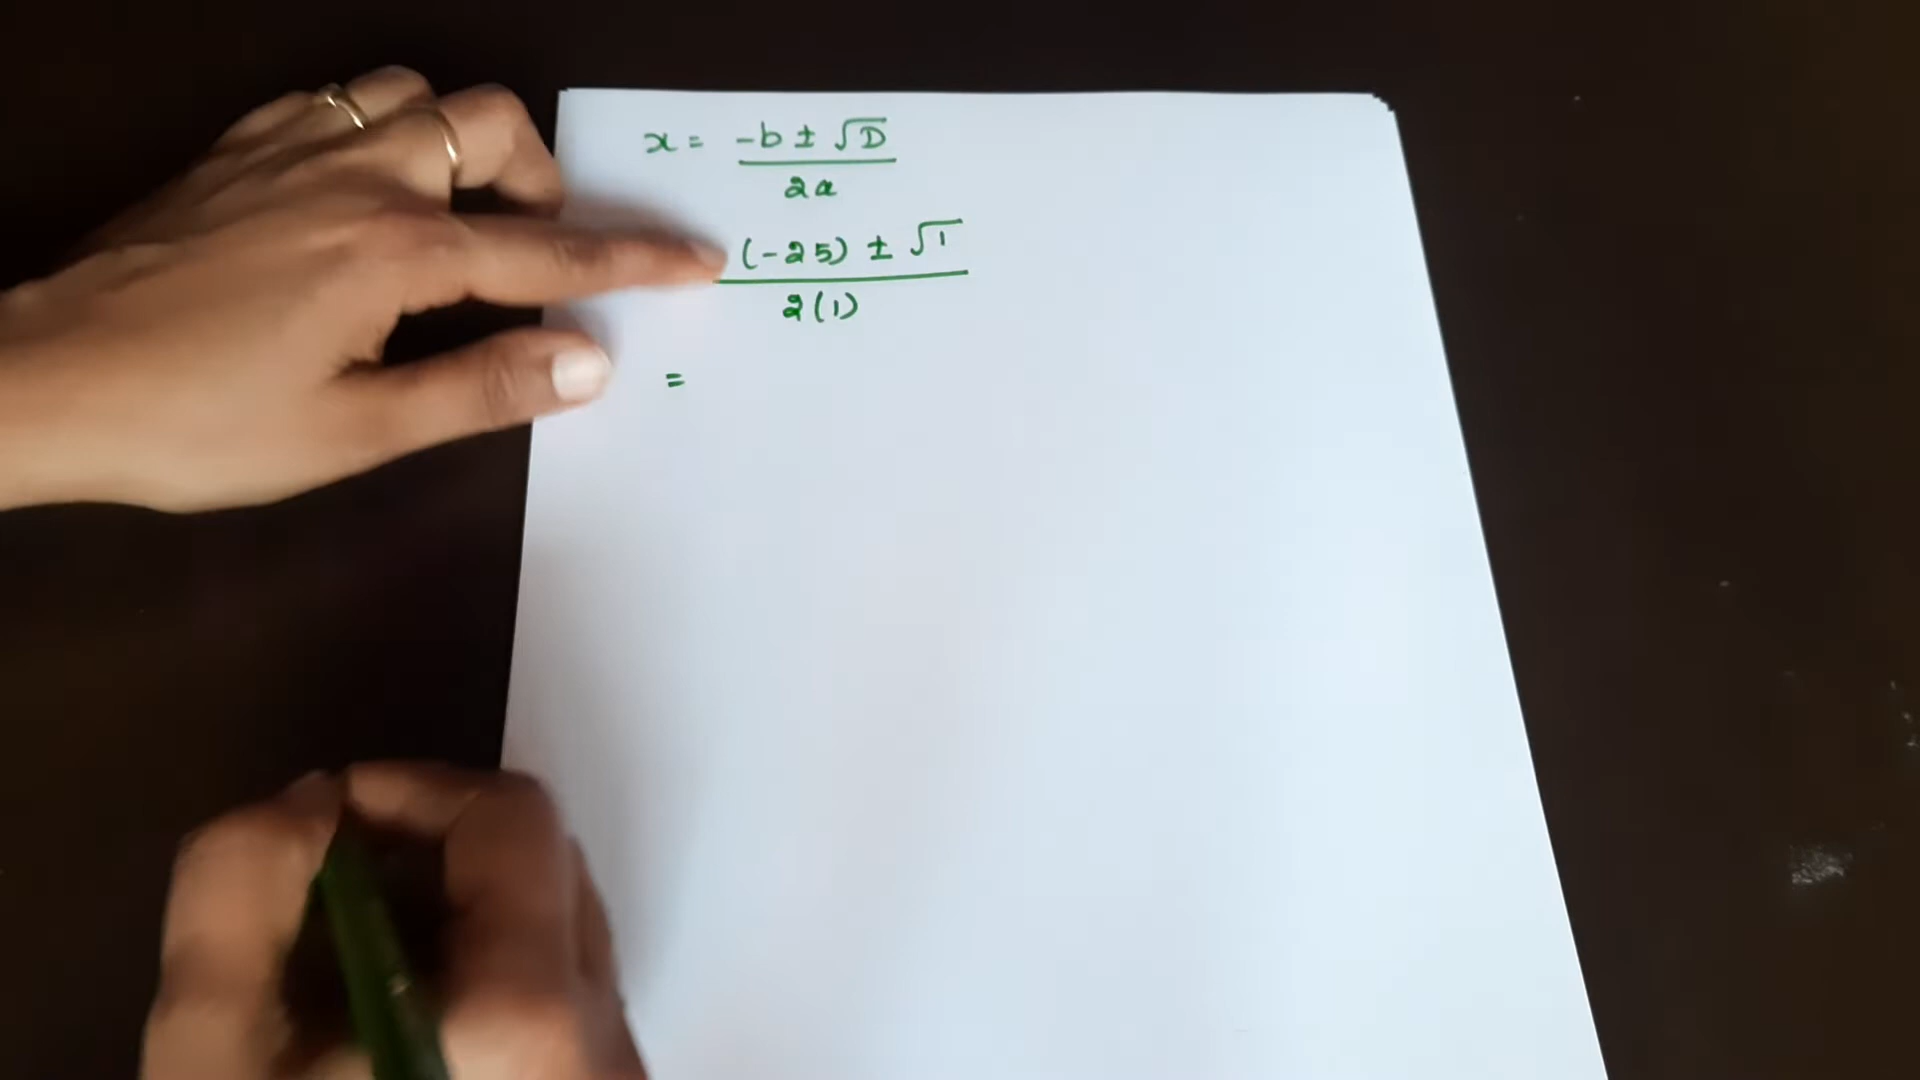 x = -b ± √D / 2a
(-25) ± √1 / 2(1)
=